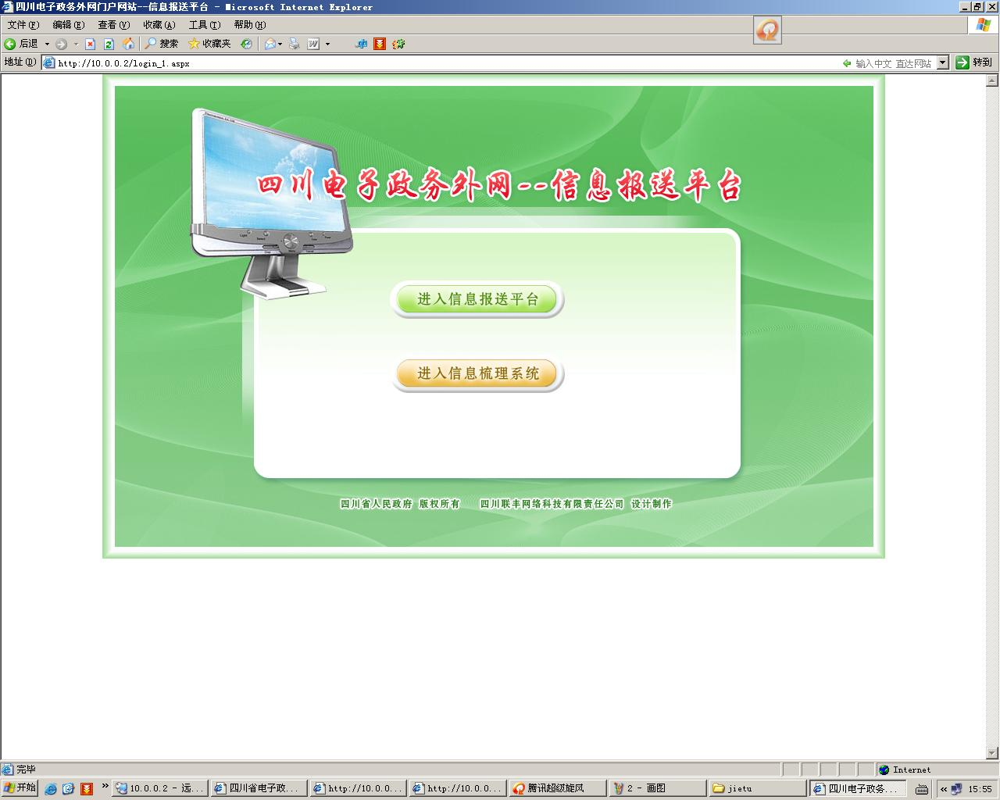 四川电子政务外网门户网站--信息报送平台 - Microsoft Internet Explorer
文件(F) 编辑(E) 查看(V) 收藏(A) 工具(T) 帮助(H)
后退 搜索 收藏夹
地址(D) http://10.0.0.2/login_1.aspx 输入中文 直达网站 转到
四川电子政务外网--信息报送平台
进入信息报送平台
进入信息梳理系统
四川省人民政府 版权所有 四川联丰网络科技有限责任公司 设计制作
完毕 Internet
开始 » 10.0.0.2 - 远... 四川省电子政... http://10.0.0... http://10.0.0... 腾讯超级旋风 2 - 画图 jietu 四川电子政务... « 15:55